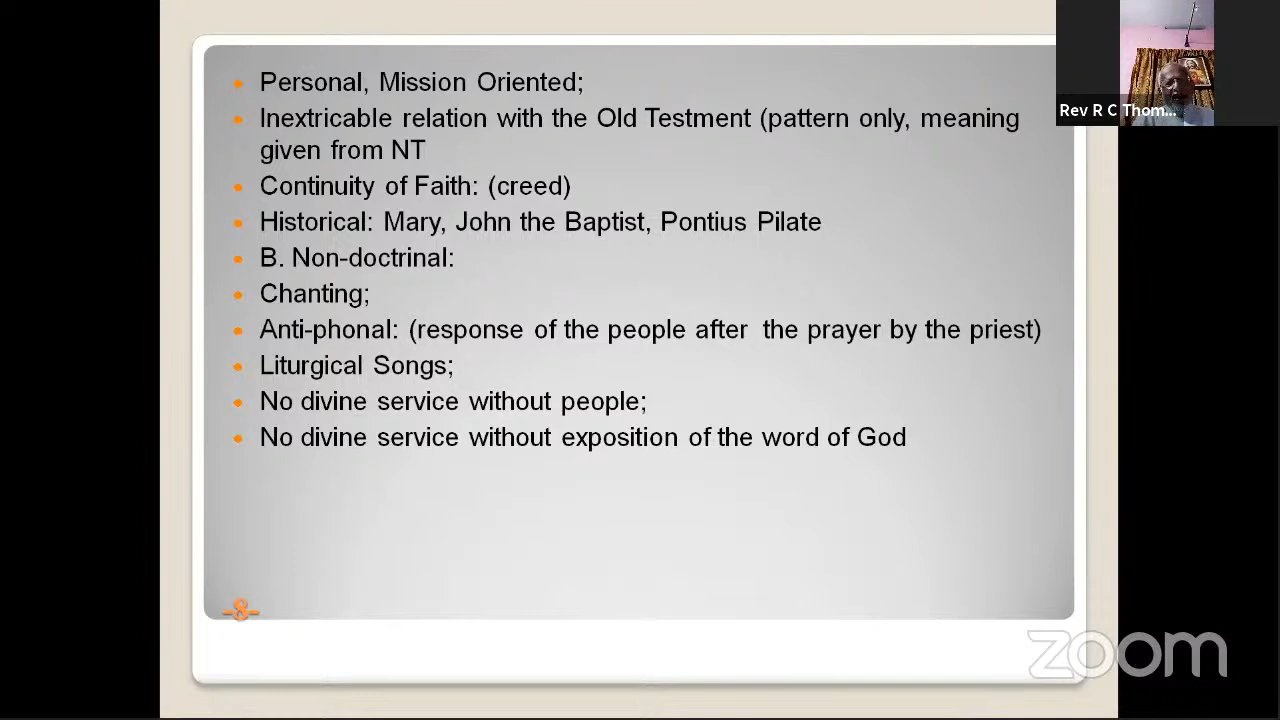 Personal, Mission Oriented;
Inextricable relation with the Old Testment (pattern only, meaning
given from NT
Continuity of Faith: (creed)
Historical: Mary, John the Baptist, Pontius Pilate
B. Non-doctrinal:
Chanting;
Anti-phonal: (response of the people after the prayer by the priest)
Liturgical Songs;
No divine service without people;
No divine service without exposition of the word of God
-8-
Rev R C Thom...
zoom